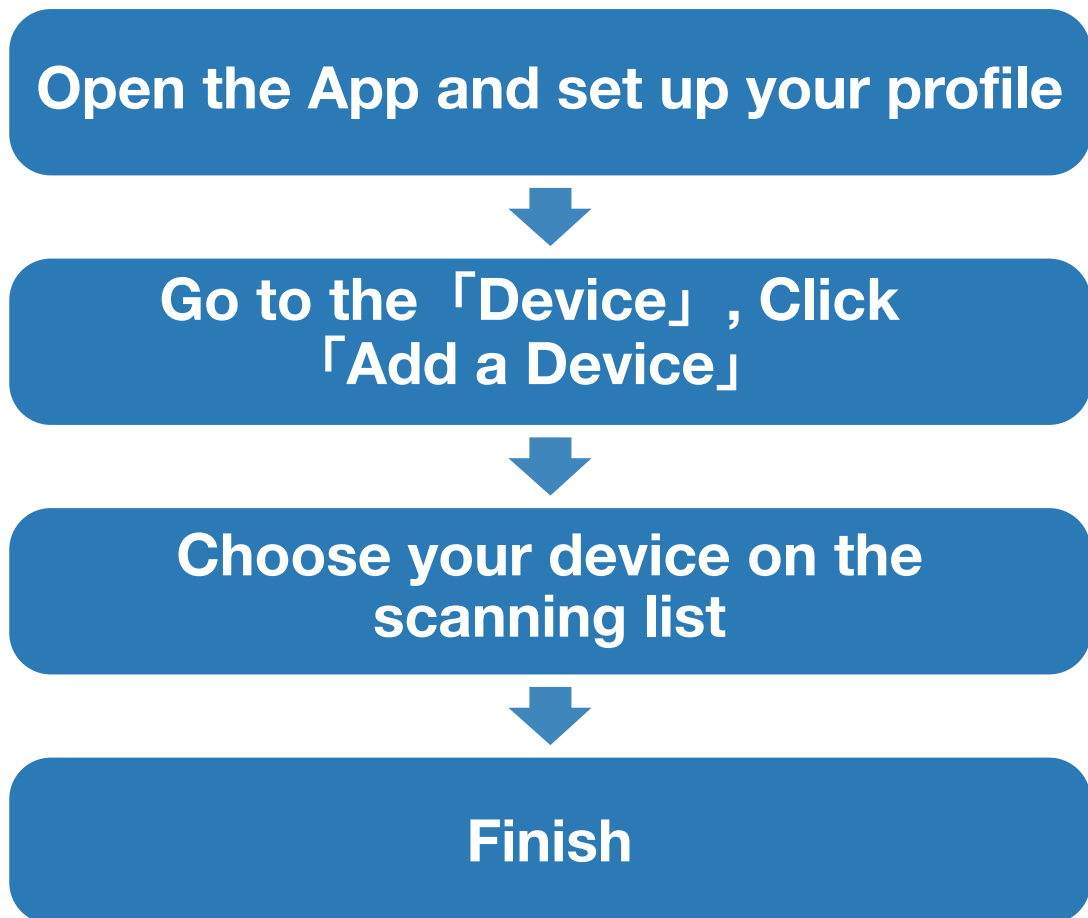 Open the App and set up your profile
Go to the「Device」, Click
「Add a Device」
Choose your device on the
scanning list
Finish